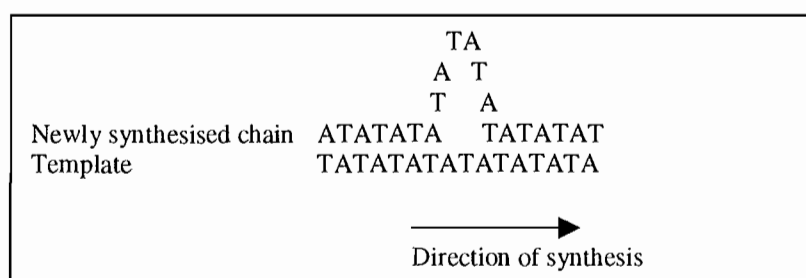 TA
A T
T A
Newly synthesised chain ATATATA TATATAT
Template TATATATATATATATA
Direction of synthesis